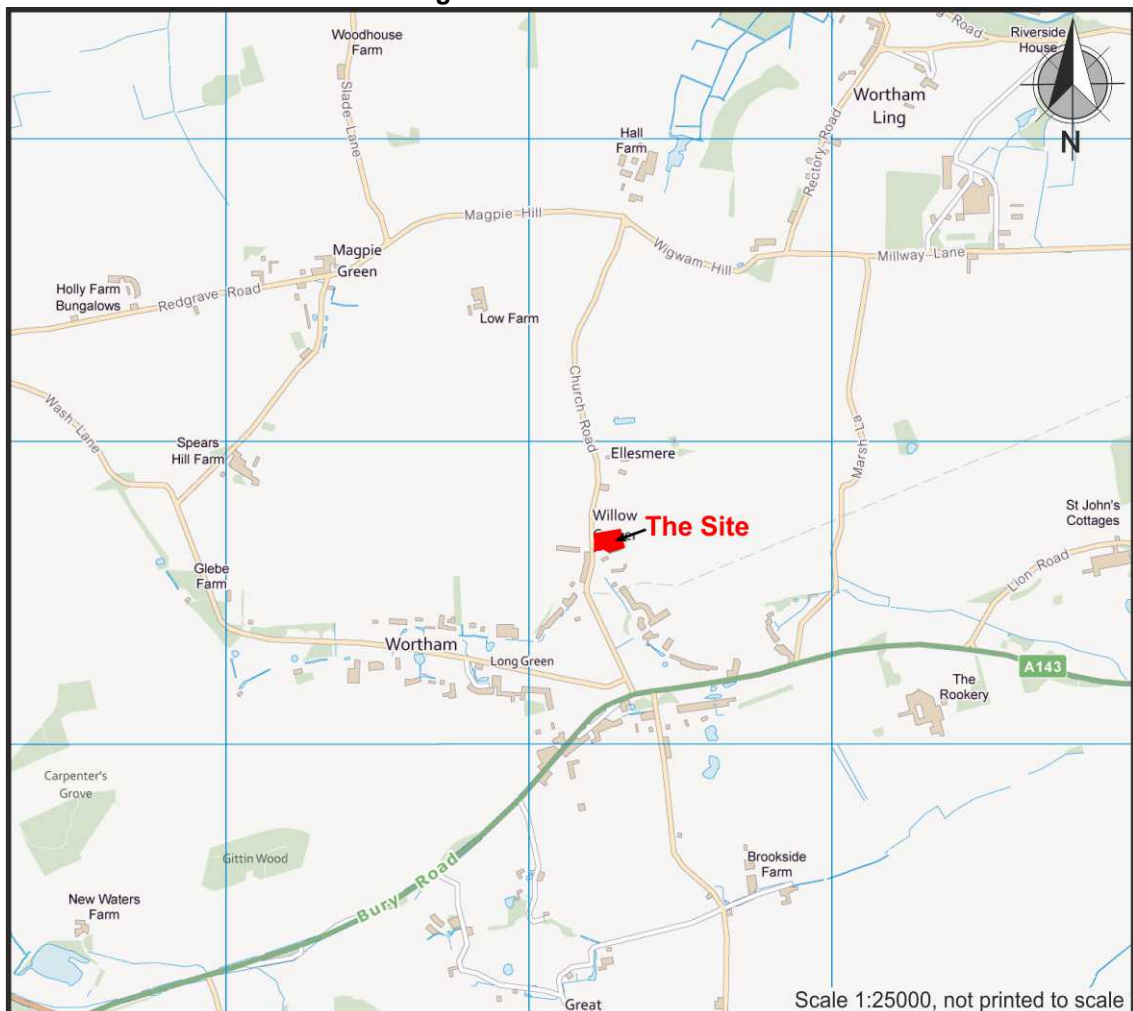 Woodhouse
Farm
Riverside
House
Slade Lane
Wortham
Ling
Hall
Farm
Rectory Road
N
Magpie Hill
Wigwam Hill
Millway Lane
Magpie
Green
Holly Farm
Bungalows
Redgrave Road
Low Farm
Church Road
Wash Lane
Marsh La
Spears
Hill Farm
Ellesmere
Willow
The Site
St John's
Cottages
Lion Road
Glebe
Farm
Wortham
Long Green
A143
The
Rookery
Carpenter's
Grove
Gittin Wood
Bury Road
Brookside
Farm
New Waters
Farm
Great
Scale 1:25000, not printed to scale